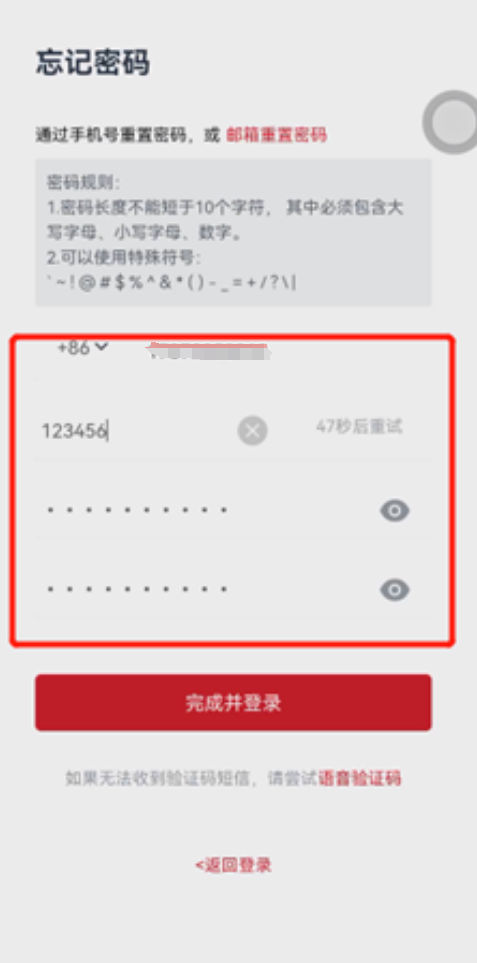 忘记密码
通过手机号重置密码，或 邮箱重置密码
密码规则：
1.密码长度不能短于10个字符， 其中必须包含大
写字母、小写字母、数字。
2.可以使用特殊符号：
`~!@#$%^&*()-_=+/?\|
+86
123456
47秒后重试
••••••••••
••••••••••
完成并登录
如果无法收到验证码短信，请尝试语音验证码
<返回登录